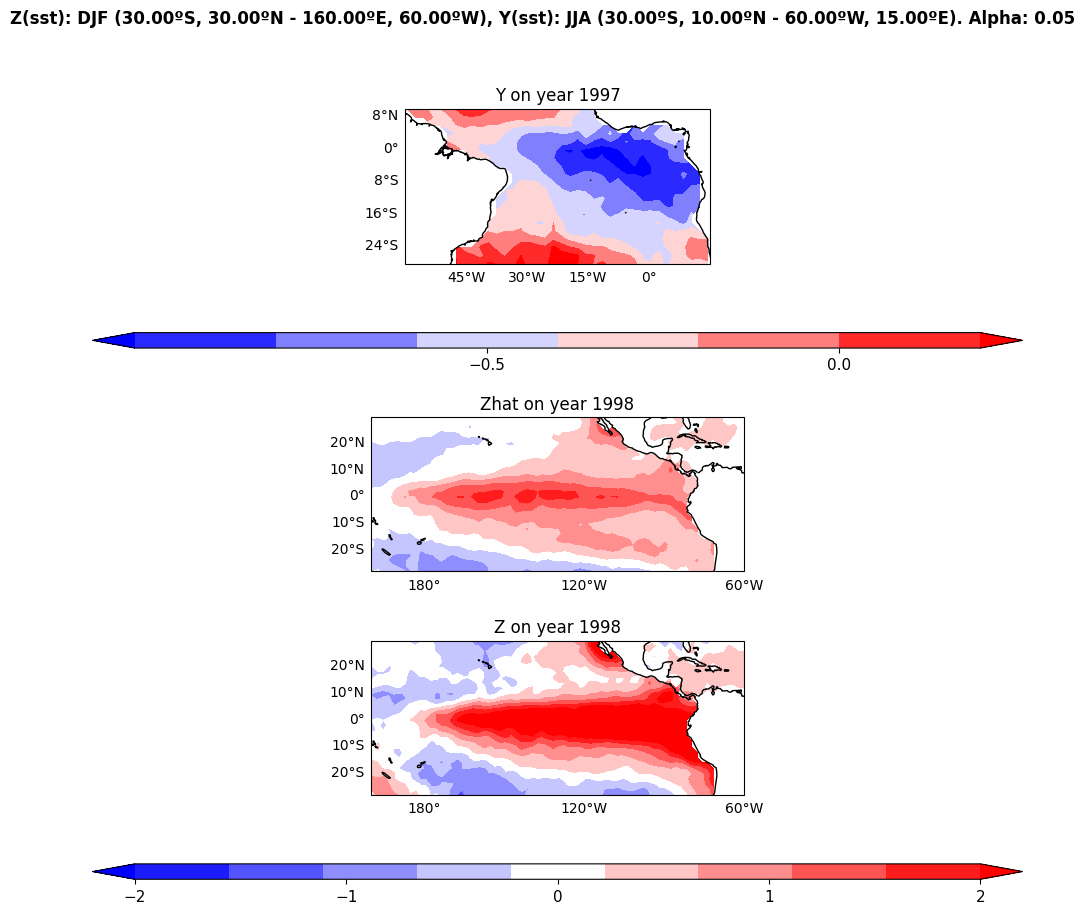 Z(sst): DJF (30.00ºS, 30.00ºN - 160.00ºE, 60.00ºW), Y(sst): JJA (30.00ºS, 10.00ºN - 60.00ºW, 15.00ºE). Alpha: 0.05
Y on year 1997
8°N
0°
8°S
16°S
24°S
45°W 30°W 15°W 0°
−0.5 0.0
Zhat on year 1998
20°N
10°N
0°
10°S
20°S
180° 120°W 60°W
Z on year 1998
20°N
10°N
0°
10°S
20°S
180° 120°W 60°W
−2 −1 0 1 2